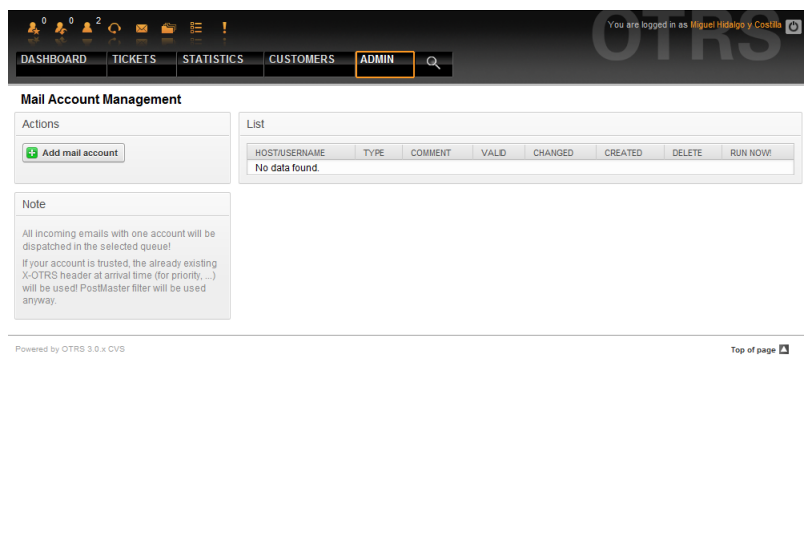 0 0 2
You are logged in as Miguel Hidalgo y Costilla
OTRS
DASHBOARD TICKETS STATISTICS CUSTOMERS ADMIN
Mail Account Management
Actions
Add mail account
List
HOST/USERNAME TYPE COMMENT VALID CHANGED CREATED DELETE RUN NOW!
No data found.
Note
All incoming emails with one account will be
dispatched in the selected queue!
If your account is trusted, the already existing
X-OTRS header at arrival time (for priority, ...)
will be used! PostMaster filter will be used
anyway.
Powered by OTRS 3.0.x CVS
Top of page